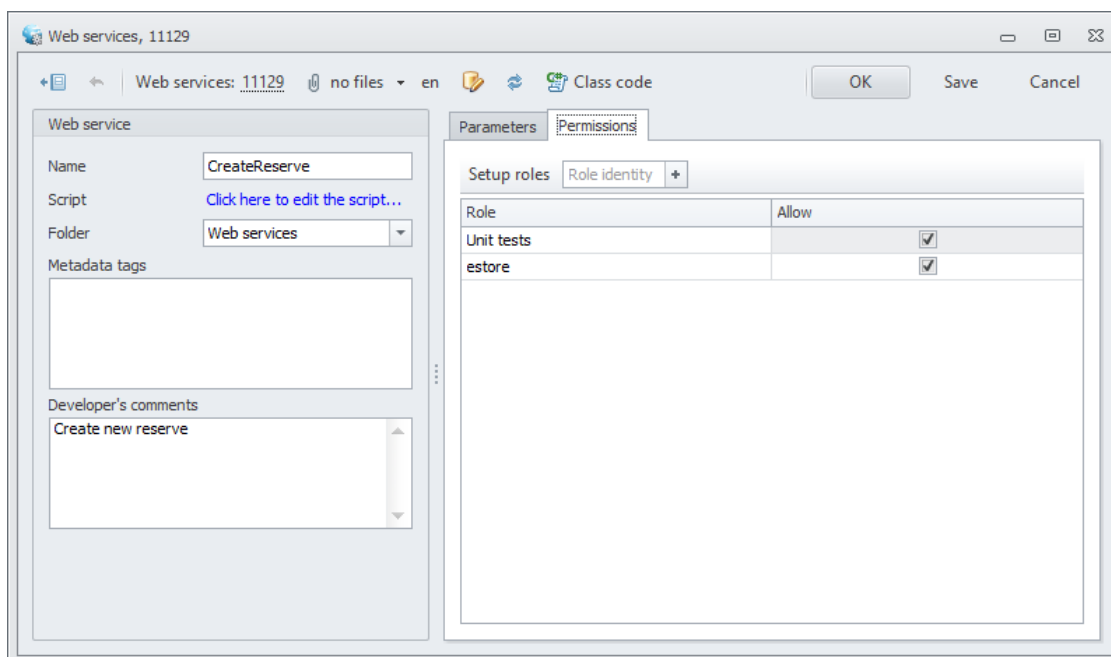 Web services, 11129
Web services: 11129 no files en Class code OK Save Cancel
Web service
Name CreateReserve
Script Click here to edit the script...
Folder Web services
Metadata tags
Developer's comments
Create new reserve
Parameters Permissions
Setup roles Role identity +
Role Allow
Unit tests
estore